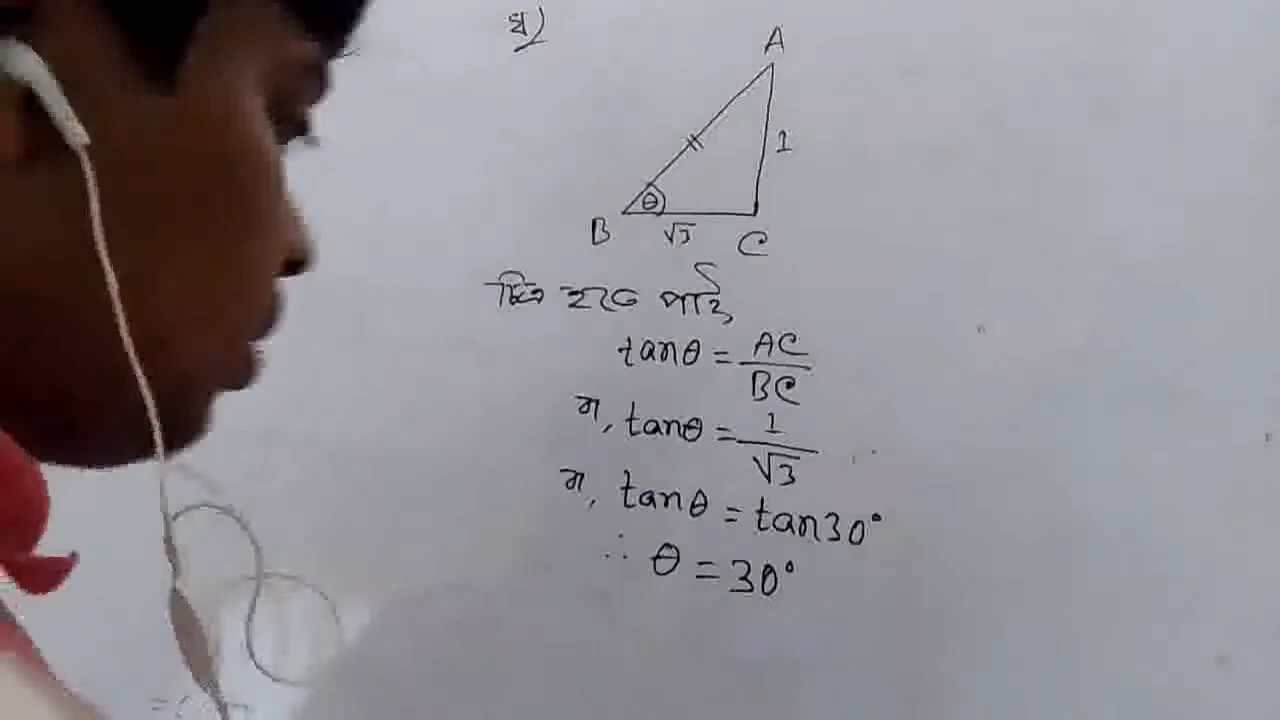 ঘ)
A
1
θ
B √3 C
চিত্র হতে পাই,
tanθ = AC/BC
বা, tanθ = 1/√3
বা, tanθ = tan30°
∴ θ = 30°